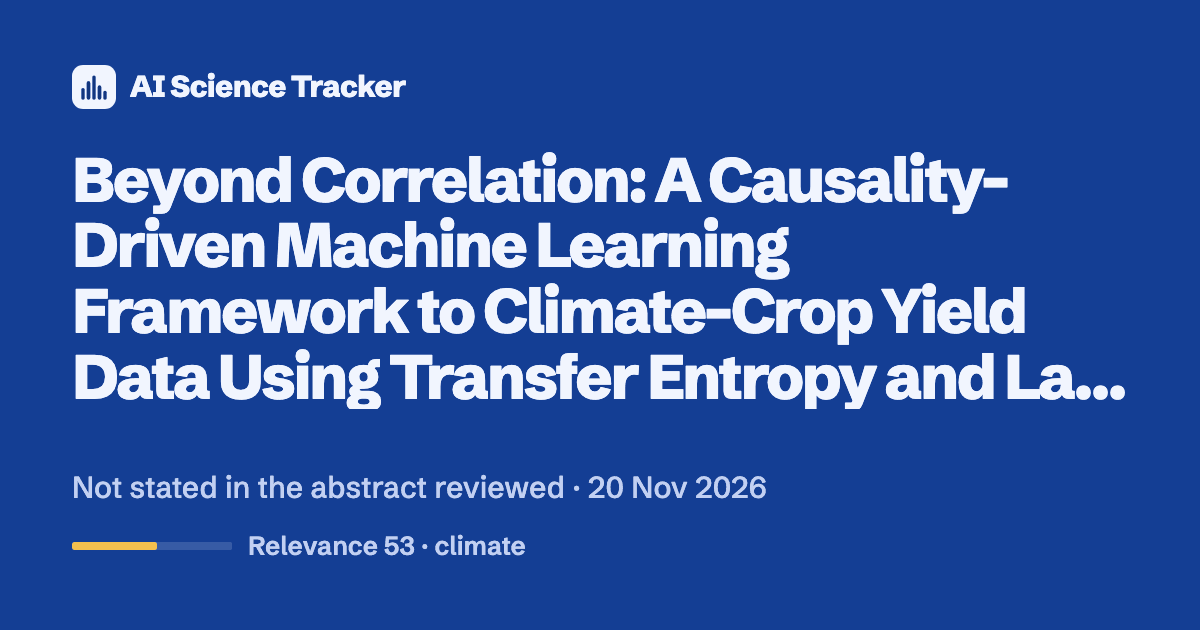 AI Science Tracker
Beyond Correlation: A Causality-
Driven Machine Learning
Framework to Climate-Crop Yield
Data Using Transfer Entropy and La...
Not stated in the abstract reviewed · 20 Nov 2026
Relevance 53 · climate